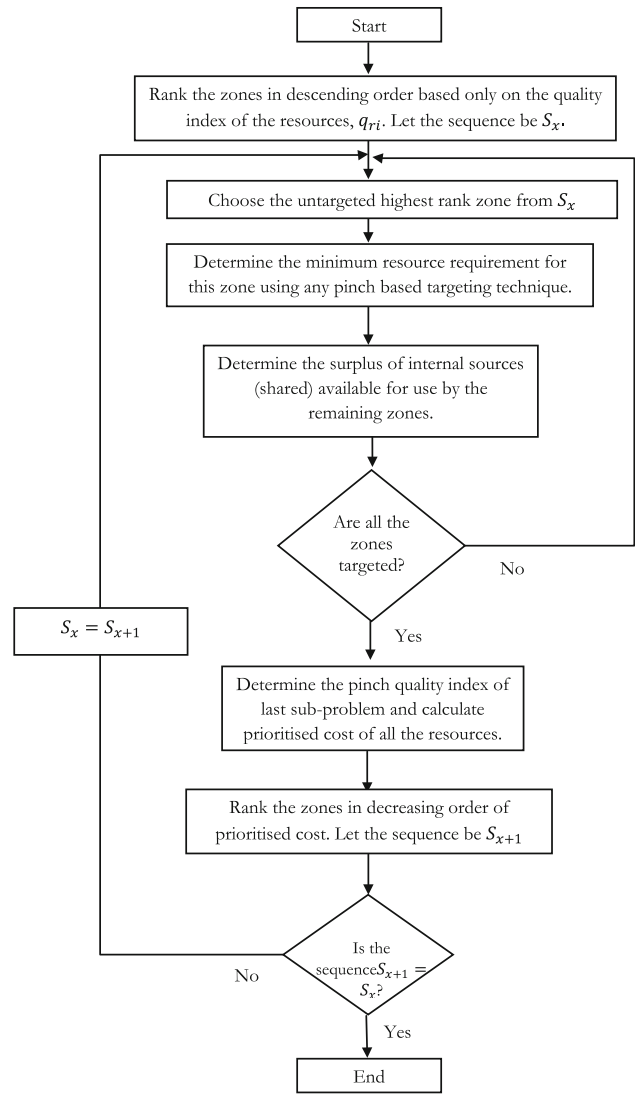 Start
Rank the zones in descending order based only on the quality
index of the resources, q_ri. Let the sequence be S_x.
Choose the untargeted highest rank zone from S_x
Determine the minimum resource requirement for
this zone using any pinch based targeting technique.
Determine the surplus of internal sources
(shared) available for use by the
remaining zones.
Are all the
zones
targeted?
No
Yes
S_x = S_x+1
Determine the pinch quality index of
last sub-problem and calculate
prioritised cost of all the resources.
Rank the zones in decreasing order of
prioritised cost. Let the sequence be S_x+1
Is the
sequenceS_x+1 =
S_x?
No
Yes
End